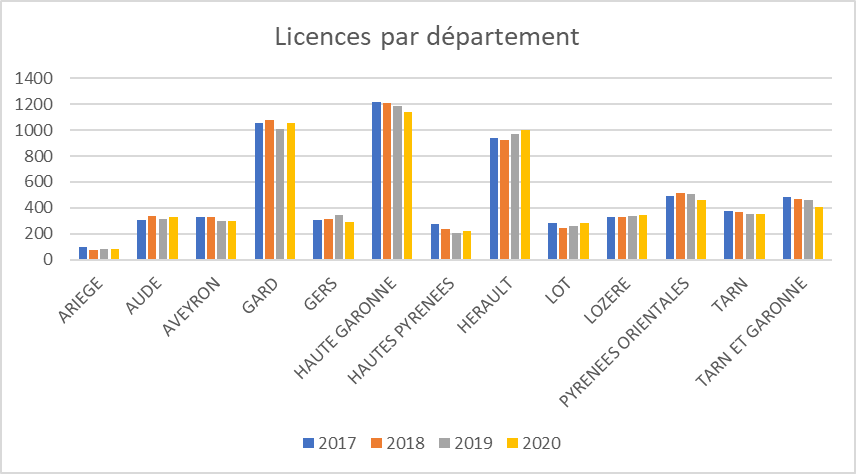 Licences par département
1400
1200
1000
800
600
400
200
0
ARIEGE
AUDE
AVEYRON
GARD
GERS
HAUTE GARONNE
HAUTES PYRENEES
HERAULT
LOT
LOZERE
PYRENEES ORIENTALES
TARN
TARN ET GARONNE
2017 2018 2019 2020